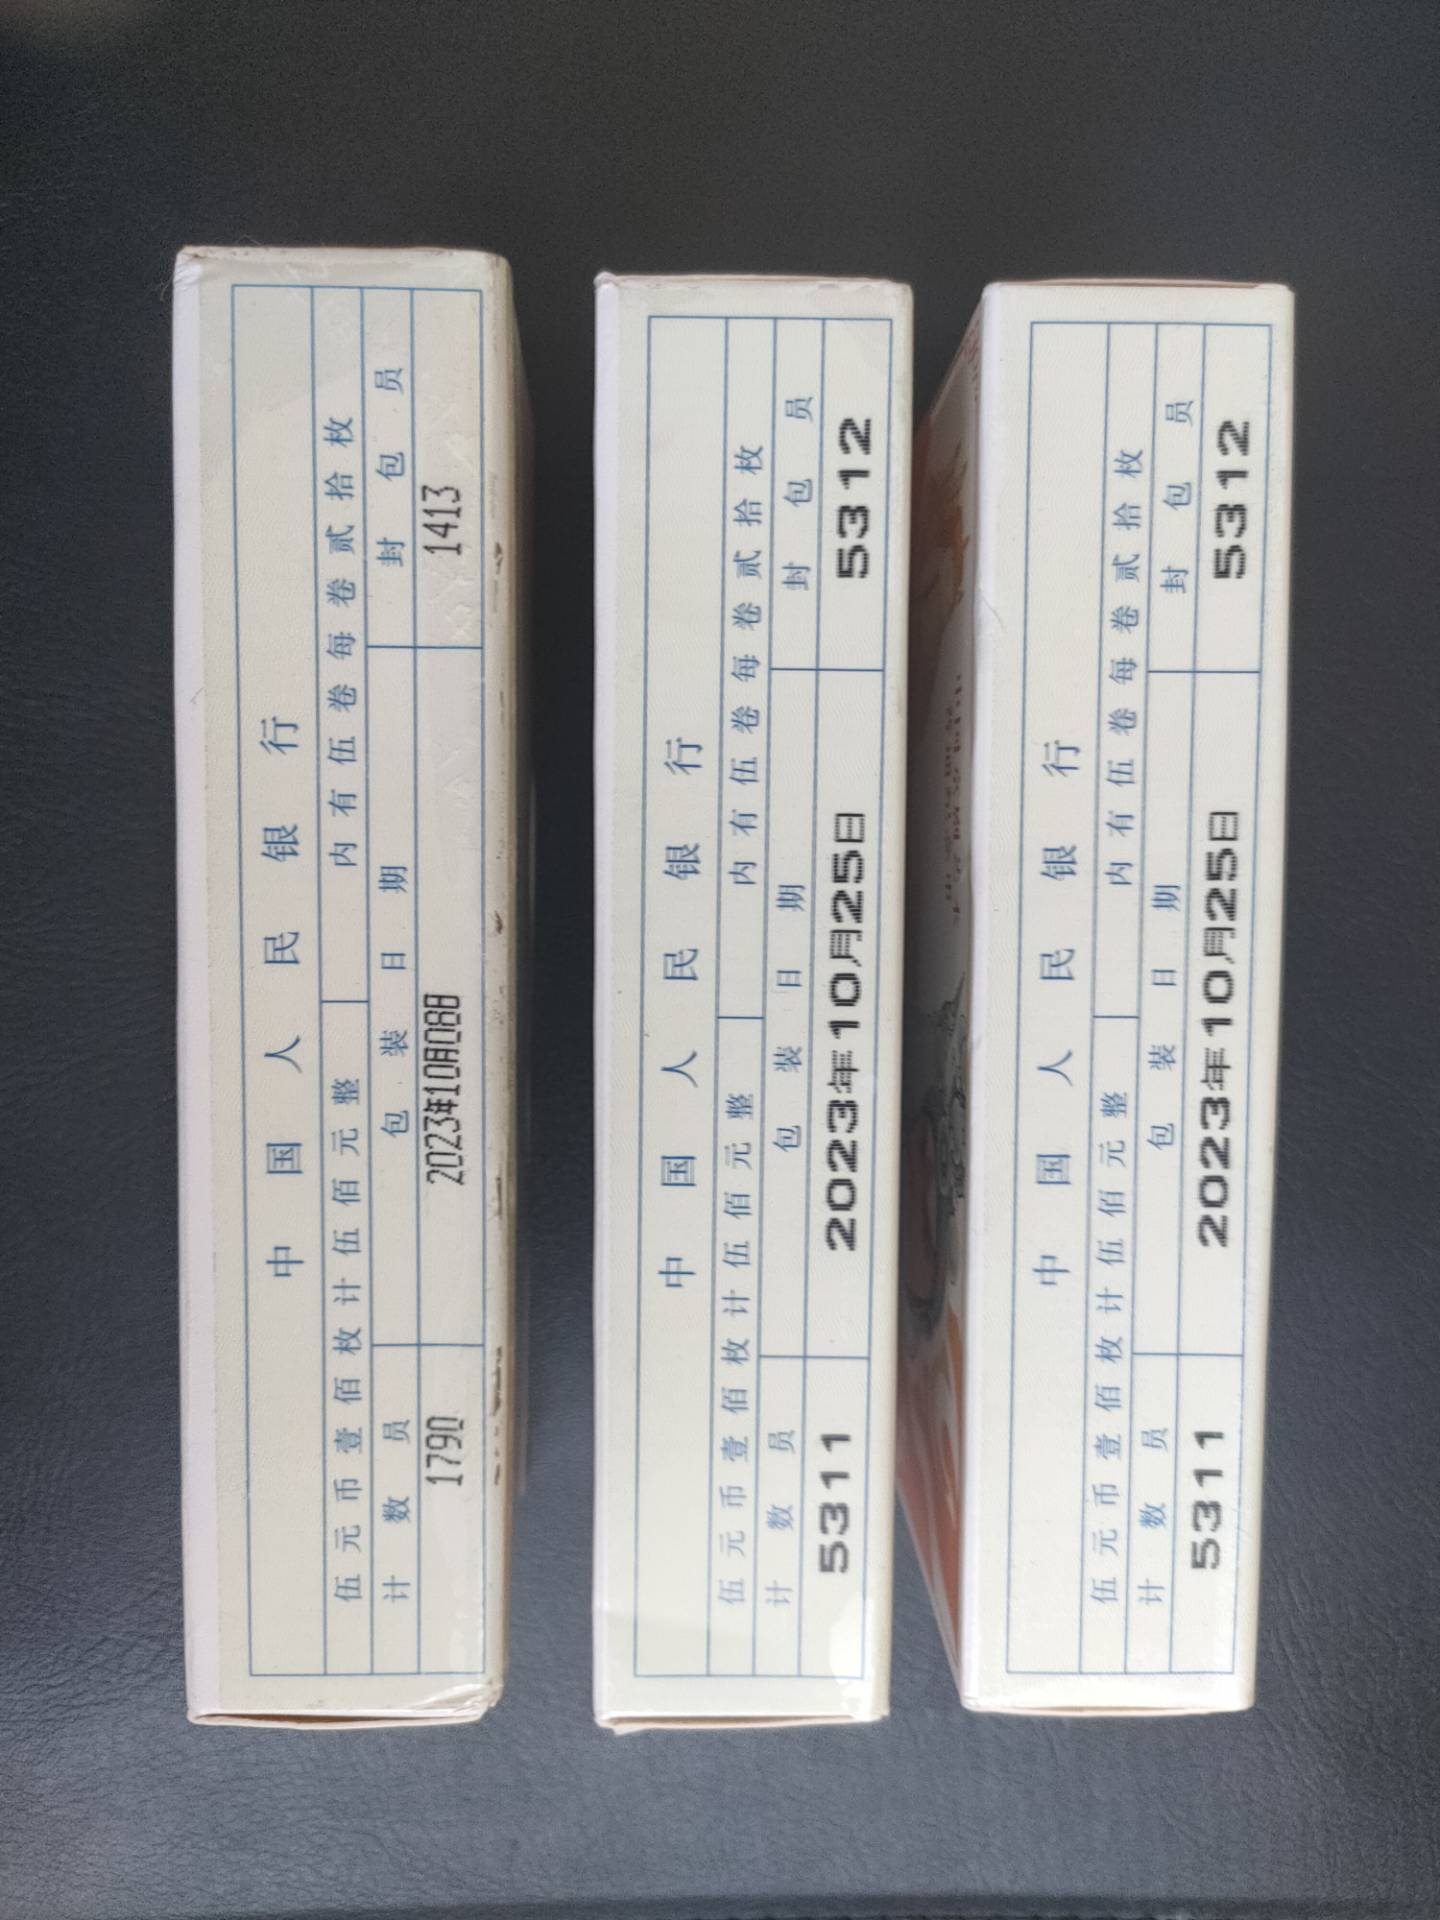 中国人民银行
伍元币壹佰枚计伍佰元整 内有伍卷每卷贰拾枚
计数员 包装日期 封包员
1790 2023年10月08日 1413
中国人民银行
伍元币壹佰枚计伍佰元整 内有伍卷每卷贰拾枚
计数员 包装日期 封包员
5311 2023年10月25日 5312
中国人民银行
伍元币壹佰枚计伍佰元整 内有伍卷每卷贰拾枚
计数员 包装日期 封包员
5311 2023年10月25日 5312